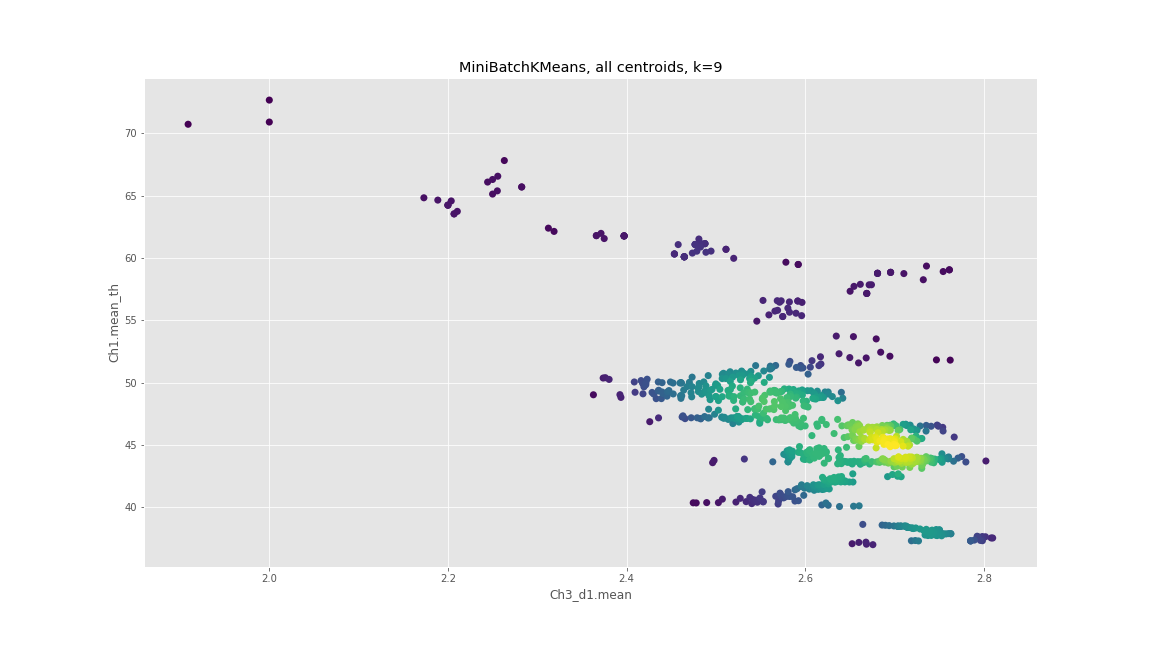 MiniBatchKMeans, all centroids, k=9
70
65
60
55
50
45
40
Ch1.mean_th
2.0 2.2 2.4 2.6 2.8
Ch3_d1.mean